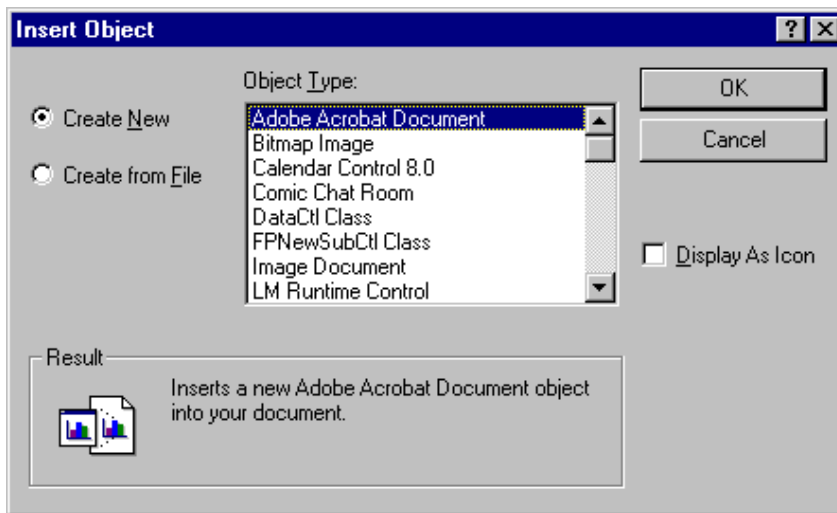 Insert Object
Object Type:
Create New
Create from File
Adobe Acrobat Document
Bitmap Image
Calendar Control 8.0
Comic Chat Room
DataCtl Class
FPNewSubCtl Class
Image Document
LM Runtime Control
OK
Cancel
Display As Icon
Result
Inserts a new Adobe Acrobat Document object
into your document.